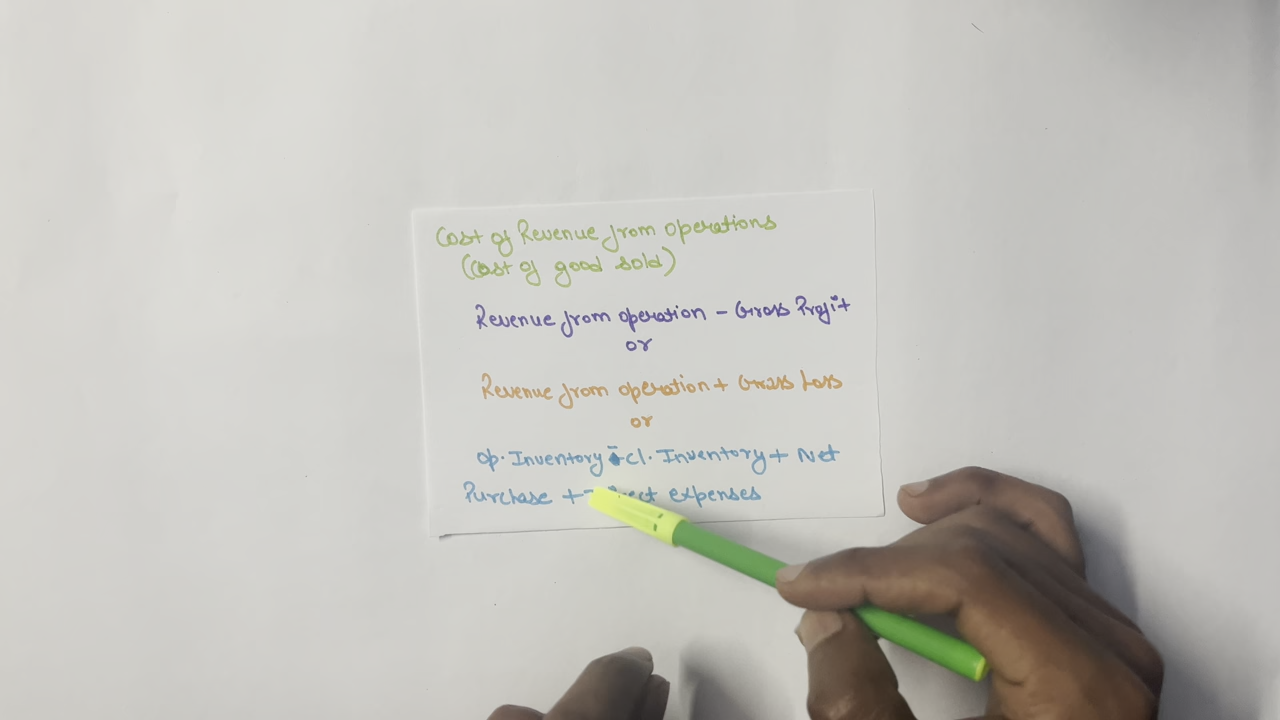 Cost of Revenue from operations
(Cost of good sold)
Revenue from operation - Gross Profit
or
Revenue from operation + Gross Loss
or
op. Inventory - cl. Inventory + Net
Purchase + expenses